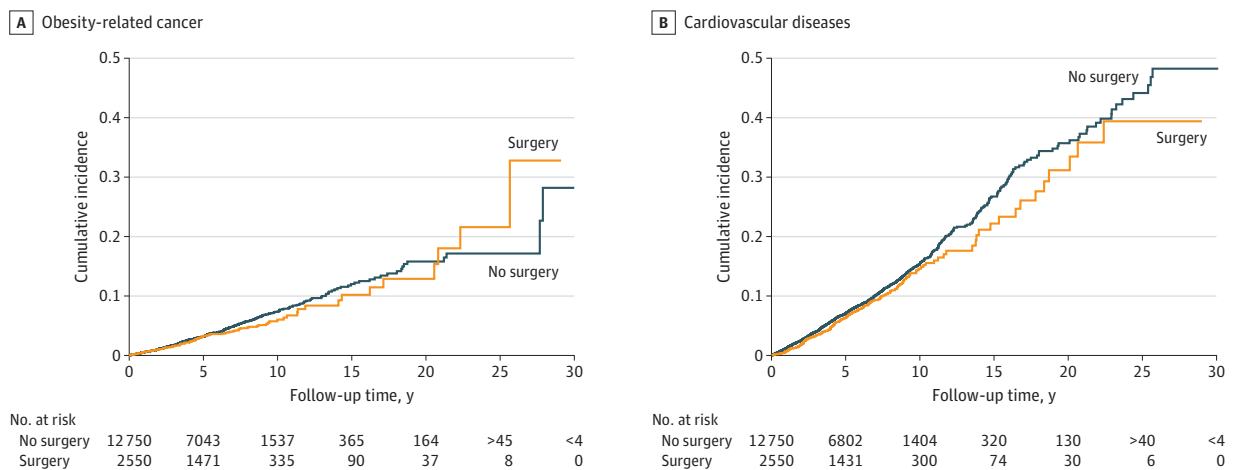 A Obesity-related cancer
0.5
0.4
0.3
0.2
0.1
0
Cumulative incidence
Surgery
No surgery
0 5 10 15 20 25 30
Follow-up time, y
No. at risk
No surgery 12 750 7043 1537 365 164 >45 <4
Surgery 2550 1471 335 90 37 8 0
B Cardiovascular diseases
0.5
0.4
0.3
0.2
0.1
0
Cumulative incidence
No surgery
Surgery
0 5 10 15 20 25 30
Follow-up time, y
No. at risk
No surgery 12 750 6802 1404 320 130 >40 <4
Surgery 2550 1431 300 74 30 6 0